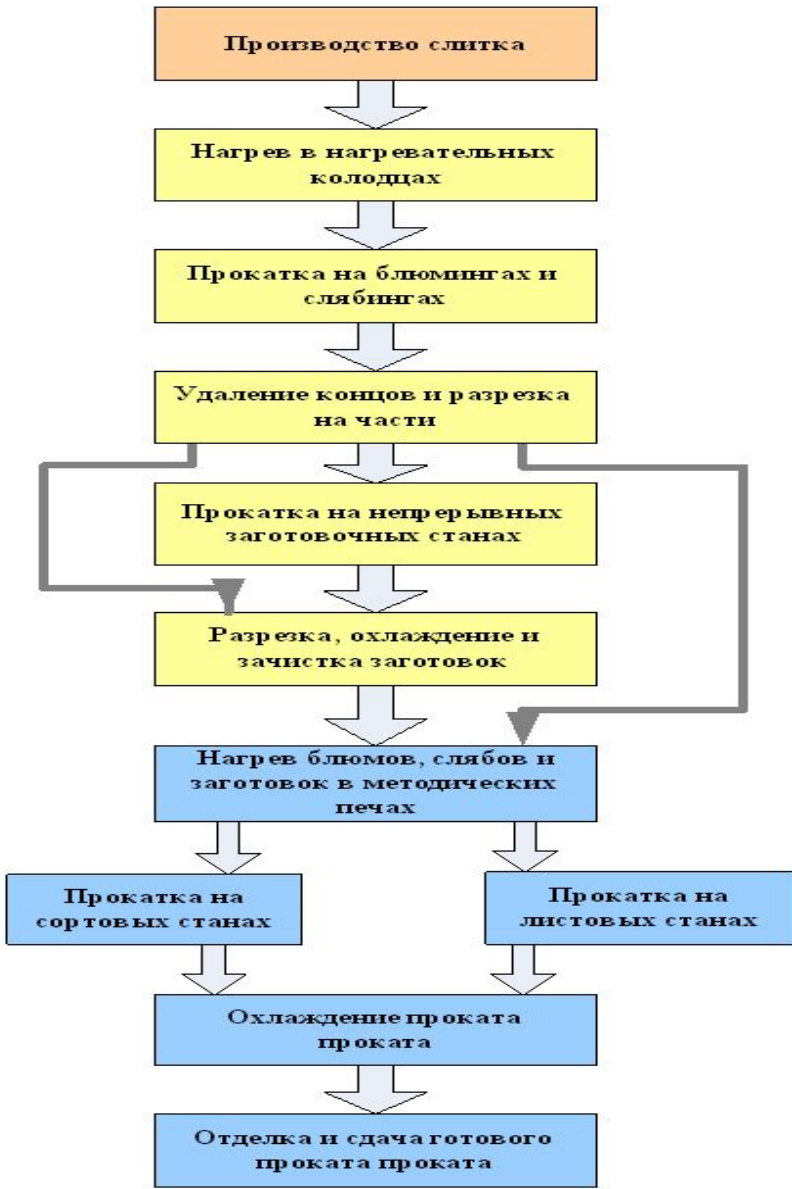 Производство слитка
Нагрев в нагревательных
колодцах
Прокатка на блюмингах и
слябингах
Удаление концов и разрезка
на части
Прокатка на непрерывных
заготовочных станах
Разрезка, охлаждение и
зачистка заготовок
Нагрев блюмов, слябов и
заготовок в методических
печах
Прокатка на
сортовых станах
Прокатка на
листовых станах
Охлаждение проката
проката
Отделка и сдача готового
проката проката